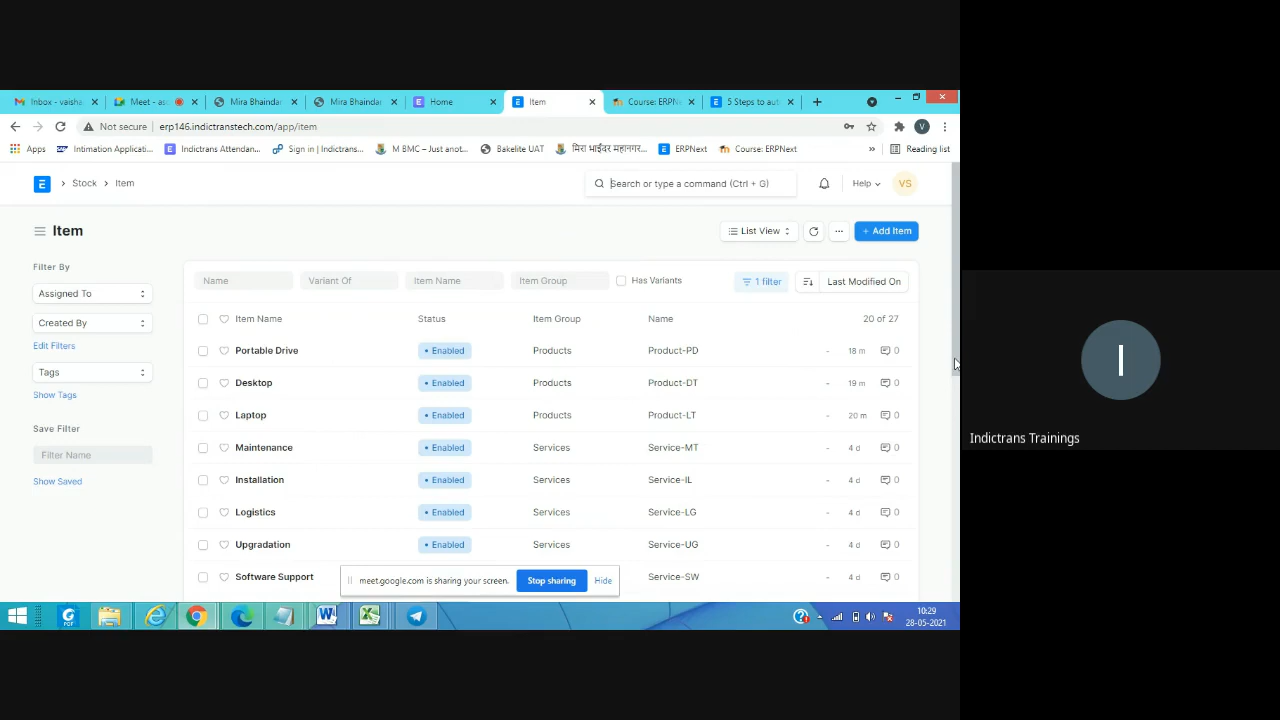 Inbox - vaisha
Meet - asc
Mira Bhaindar
Mira Bhaindar
Home
Item
Course: ERPNe
5 Steps to aut
Not secure | erp146.indictranstech.com/app/item
V
Apps
Intimation Applicati...
Indictrans Attendan...
Sign in | Indictrans...
M BMC – Just anot...
Bakelite UAT
मिरा भाईंदर महानगर...
ERPNext
Course: ERPNext
»
Reading list
Stock > Item
Search or type a command (Ctrl + G)
Help
VS
Item
List View
...
+ Add Item
Filter By
Assigned To
Created By
Edit Filters
Tags
Show Tags
Save Filter
Filter Name
Show Saved
Name
Variant Of
Item Name
Item Group
Has Variants
1 filter
Last Modified On
Item Name Status Item Group Name 20 of 27
Portable Drive • Enabled Products Product-PD - 18 m 0
Desktop • Enabled Products Product-DT - 19 m 0
Laptop • Enabled Products Product-LT - 20 m 0
Maintenance • Enabled Services Service-MT - 4 d 0
Installation • Enabled Services Service-IL - 4 d 0
Logistics • Enabled Services Service-LG - 4 d 0
Upgradation • Enabled Services Service-UG - 4 d 0
Software Support Service-SW - 4 d 0
meet.google.com is sharing your screen.
Stop sharing
Hide
10:29
28-05-2021
I
Indictrans Trainings